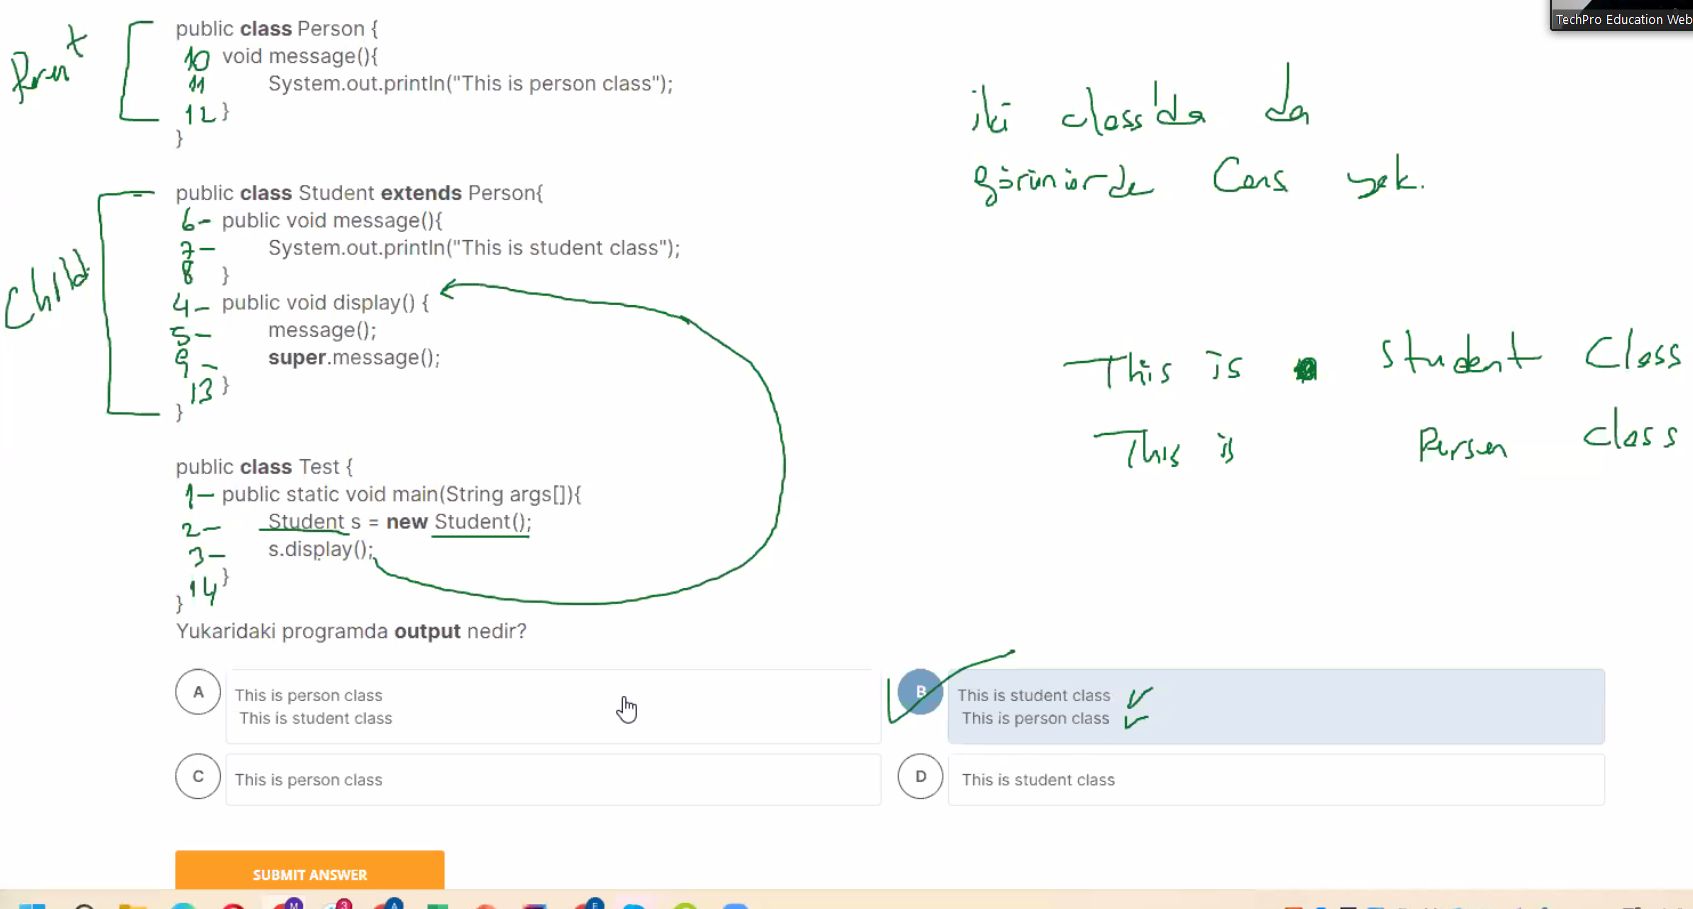 TechPro Education Web
Parent
public class Person {
10 void message(){
11 System.out.println("This is person class");
12 }
}
iki class'da da
görünürde Cons yok.
Child
public class Student extends Person{
6- public void message(){
7- System.out.println("This is student class");
8 }
4- public void display() {
5- message();
9- super.message();
13 }
}
This is student Class
This is Person class
public class Test {
1- public static void main(String args[]){
2- Student s = new Student();
3- s.display();
}
14
}
Yukaridaki programda output nedir?
A
This is person class
This is student class
B
This is student class
This is person class
C
This is person class
D
This is student class
SUBMIT ANSWER